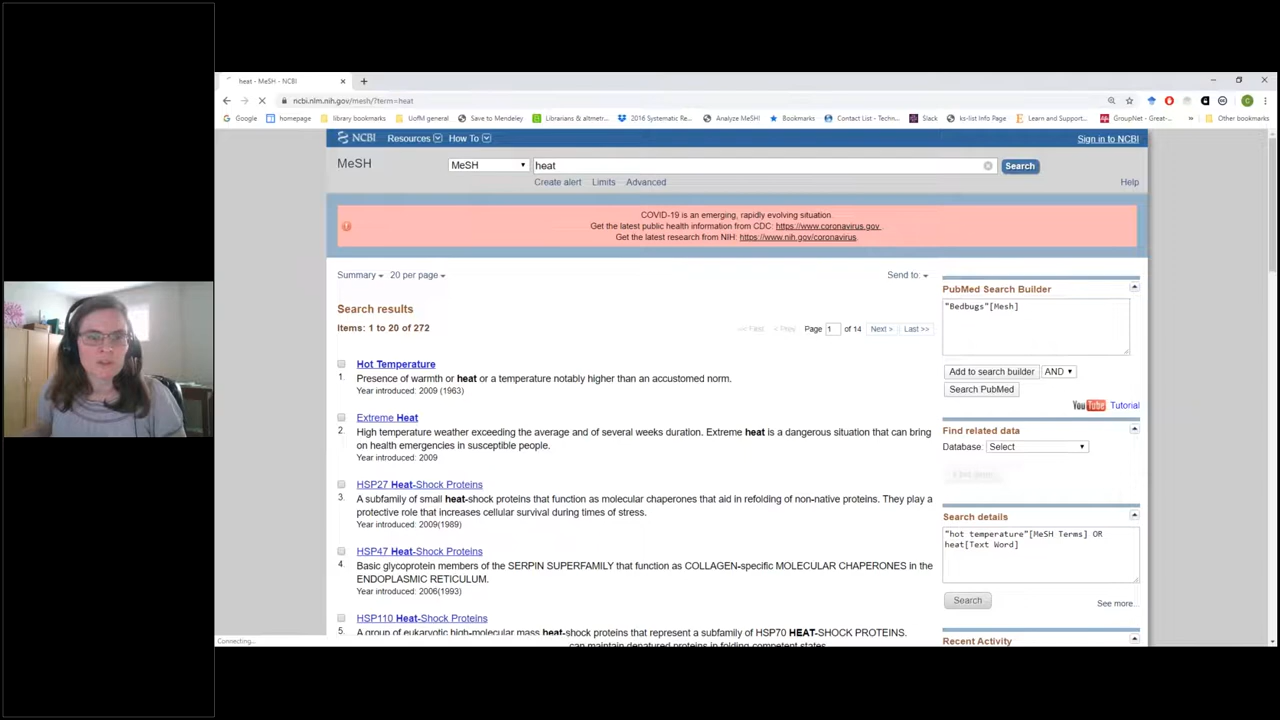 heat - MeSH - NCBI
ncbi.nlm.nih.gov/mesh/?term=heat
Google homepage library bookmarks UofM general Save to Mendeley Librarians & altmetr... 2016 Systematic Re... Analyze MeSH! Bookmarks Contact List - Techn... Slack ks-list Info Page Learn and Support... GroupNet - Great-... » Other bookmarks
NCBI Resources How To Sign in to NCBI
MeSH MeSH heat Search
Create alert Limits Advanced Help
COVID-19 is an emerging, rapidly evolving situation.
Get the latest public health information from CDC: https://www.coronavirus.gov
Get the latest research from NIH: https://www.nih.gov/coronavirus.
Summary 20 per page Send to:
Search results
Items: 1 to 20 of 272
<< First < Prev Page 1 of 14 Next > Last >>
Hot Temperature
1. Presence of warmth or heat or a temperature notably higher than an accustomed norm.
Year introduced: 2009 (1963)
Extreme Heat
2. High temperature weather exceeding the average and of several weeks duration. Extreme heat is a dangerous situation that can bring
on health emergencies in susceptible people.
Year introduced: 2009
HSP27 Heat-Shock Proteins
3. A subfamily of small heat-shock proteins that function as molecular chaperones that aid in refolding of non-native proteins. They play a
protective role that increases cellular survival during times of stress.
Year introduced: 2009(1989)
HSP47 Heat-Shock Proteins
4. Basic glycoprotein members of the SERPIN SUPERFAMILY that function as COLLAGEN-specific MOLECULAR CHAPERONES in the
ENDOPLASMIC RETICULUM.
Year introduced: 2006(1993)
HSP110 Heat-Shock Proteins
5. A group of eukaryotic high-molecular mass heat-shock proteins that represent a subfamily of HSP70 HEAT-SHOCK PROTEINS.
can maintain denatured proteins in folding-competent states
PubMed Search Builder
"Bedbugs"[Mesh]
Add to search builder AND
Search PubMed
YouTube Tutorial
Find related data
Database: Select
Search details
"hot temperature"[MeSH Terms] OR
heat[Text Word]
Search See more...
Recent Activity
Connecting...